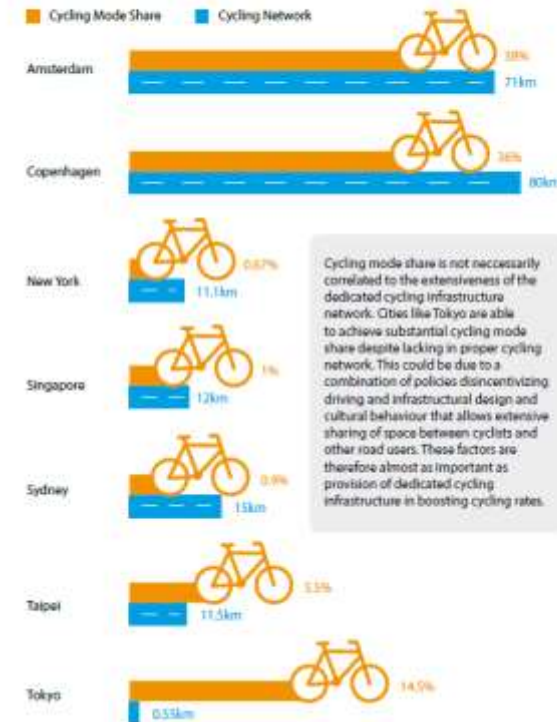 Cycling Mode Share Cycling Network
Amsterdam
38%
71km
Copenhagen
36%
80km
New York
0.67%
11.1km
Singapore
1%
12km
Sydney
0.9%
15km
Taipei
5.5%
11.5km
Tokyo
14.5%
0.55km
Cycling mode share is not neccessarily
correlated to the extensiveness of the
dedicated cycling infrastructure
network. Cities like Tokyo are able
to achieve substantial cycling mode
share despite lacking in proper cycling
network. This could be due to a
combination of policies disincentivizing
driving and infrastructural design and
cultural behaviour that allows extensive
sharing of space between cyclists and
other road users. These factors are
therefore almost as important as
provision of dedicated cycling
infrastructure in boosting cycling rates.